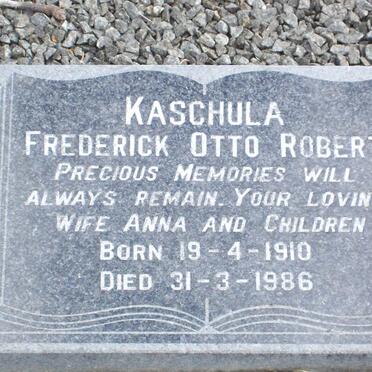 KASCHULA
FREDERICK OTTO ROBERT
PRECIOUS MEMORIES WILL
ALWAYS REMAIN. YOUR LOVIN
WIFE ANNA AND CHILDREN
BORN 19-4-1910
DIED 31-3-1986